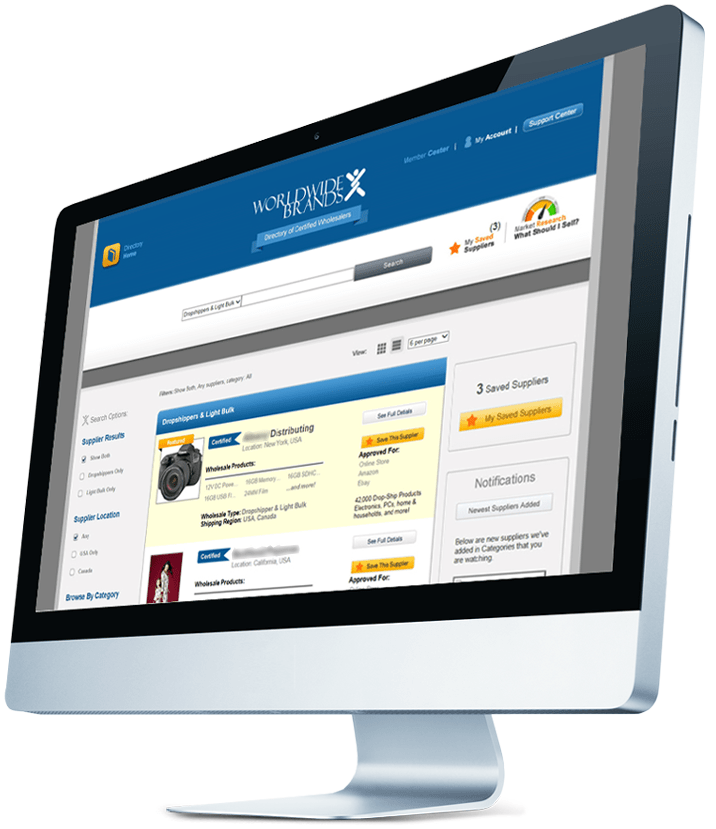 Member Center | My Account | Support Center
WORLDWIDE
BRANDS
Directory of Certified Wholesalers
Directory
Home
My Saved (3)
Suppliers
Market Research
What Should I Sell?
Dropshippers & Light Bulk
Search
View:
6 per page
Filters: Show Both, Any suppliers, category: All
Search Options:
Supplier Results
Show Both
Dropshippers Only
Light Bulk Only
Supplier Location
Any
USA Only
Canada
Browse By Category
Dropshippers & Light Bulk
Featured
Certified
Distributing
Location: New York, USA
Wholesale Products:
12V DC Powe... 16GB Memory... 16GB SDHC...
16GB USB Fl... 24MM Film ...and more!
Wholesale Type: Dropshipper & Light Bulk
Shipping Region: USA, Canada
See Full Details
Save This Supplier
Approved For:
Online Store
Amazon
Ebay
42,000 Drop-Ship Products
Electronics, PCs, home &
households, and more!
Certified
Location: California, USA
Wholesale Products:
See Full Details
Save This Supplier
Approved For:
Online Store
Amazon
3 Saved Suppliers
My Saved Suppliers
Notifications
Newest Suppliers Added
Below are new suppliers we've
added in Categories that you
are watching.